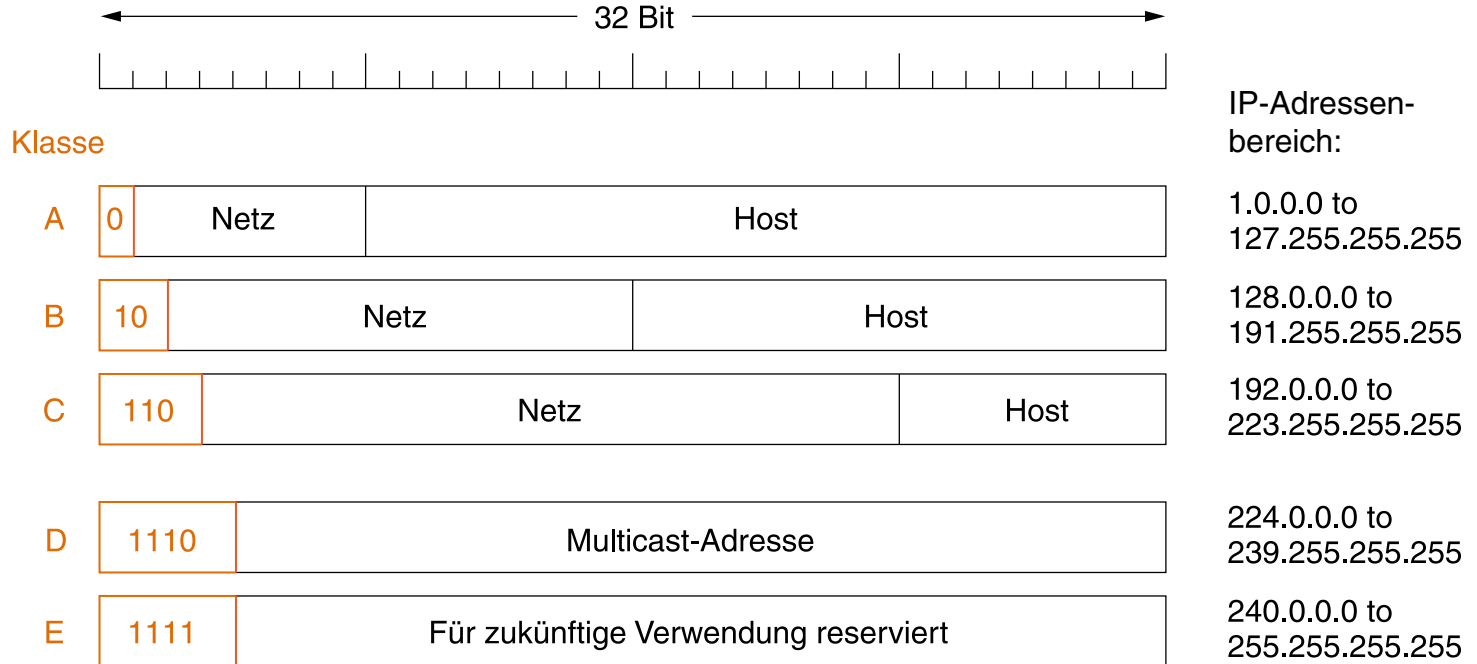 32 Bit
IP-Adressen-
bereich:
Klasse
A 0 Netz Host 1.0.0.0 to
127.255.255.255
B 10 Netz Host 128.0.0.0 to
191.255.255.255
C 110 Netz Host 192.0.0.0 to
223.255.255.255
D 1110 Multicast-Adresse 224.0.0.0 to
239.255.255.255
E 1111 Für zukünftige Verwendung reserviert 240.0.0.0 to
255.255.255.255